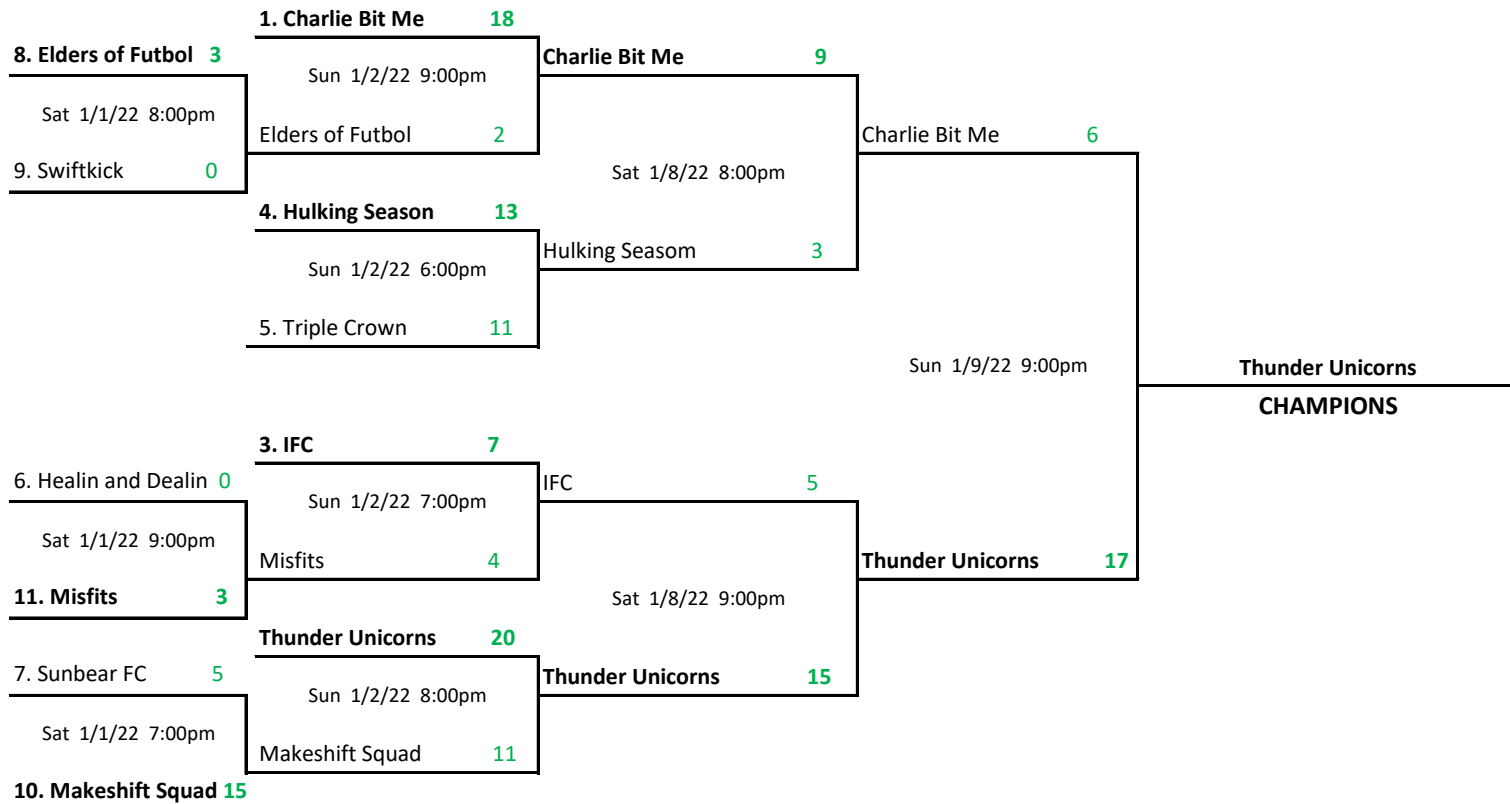 1. Charlie Bit Me 18
8. Elders of Futbol 3
Charlie Bit Me 9
Sun 1/2/22 9:00pm
Sat 1/1/22 8:00pm
Elders of Futbol 2
Charlie Bit Me 6
9. Swiftkick 0
Sat 1/8/22 8:00pm
4. Hulking Season 13
Hulking Seasom 3
Sun 1/2/22 6:00pm
5. Triple Crown 11
Sun 1/9/22 9:00pm
Thunder Unicorns
CHAMPIONS
3. IFC 7
6. Healin and Dealin 0
IFC 5
Sun 1/2/22 7:00pm
Sat 1/1/22 9:00pm
Misfits 4
Thunder Unicorns 17
11. Misfits 3
Sat 1/8/22 9:00pm
Thunder Unicorns 20
7. Sunbear FC 5
Thunder Unicorns 15
Sun 1/2/22 8:00pm
Sat 1/1/22 7:00pm
Makeshift Squad 11
10. Makeshift Squad 15